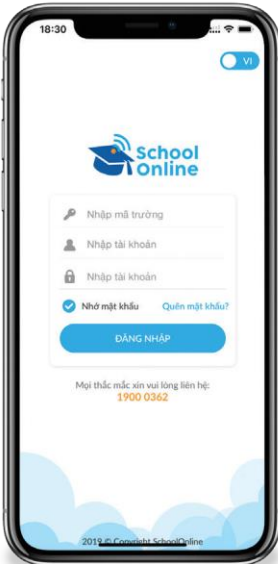 18:30
VI
School
Online
Nhập mã trường
Nhập tài khoản
Nhập tài khoản
Nhớ mật khẩu
Quên mật khẩu?
ĐĂNG NHẬP
Mọi thắc mắc xin vui lòng liên hệ:
1900 0362
2019 © Copyright SchoolOnline